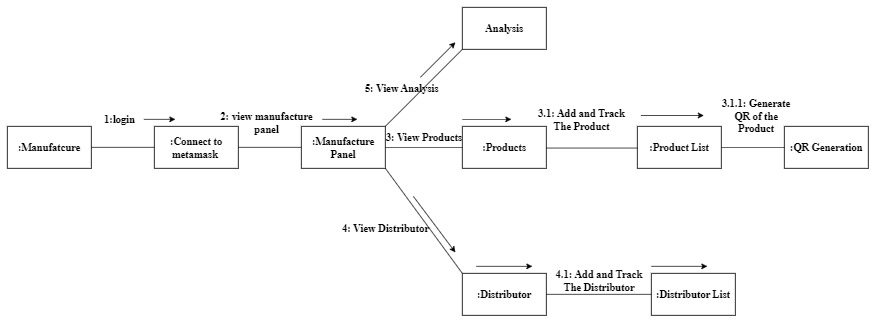 Analysis
5: View Analysis
1:login
2: view manufacture
panel
3.1: Add and Track
The Product
3.1.1: Generate
QR of the
Product
:Manufatcure
:Connect to
metamask
:Manufacture
Panel
3: View Products
:Products
:Product List
:QR Generation
4: View Distributor
4.1: Add and Track
The Distributor
:Distributor
:Distributor List